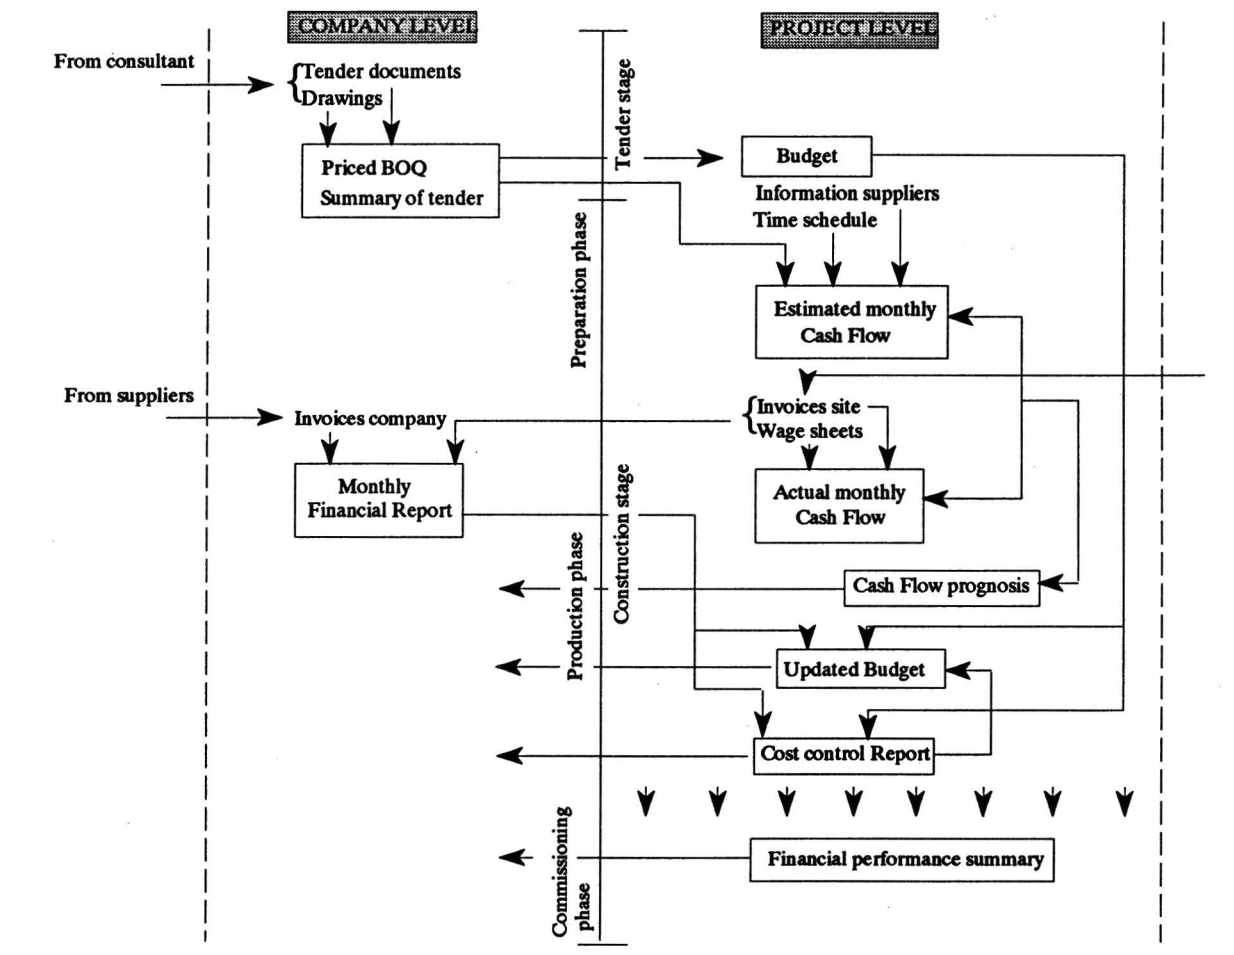 COMPANY LEVEL
PROJECT LEVEL
From consultant
Tender documents
Drawings
Tender stage
Priced BOQ
Summary of tender
Budget
Information suppliers
Time schedule
Preparation phase
Estimated monthly
Cash Flow
From suppliers
Invoices company
Invoices site
Wage sheets
Monthly
Financial Report
Construction stage
Actual monthly
Cash Flow
Production phase
Cash Flow prognosis
Updated Budget
Cost control Report
Commissioning
phase
Financial performance summary